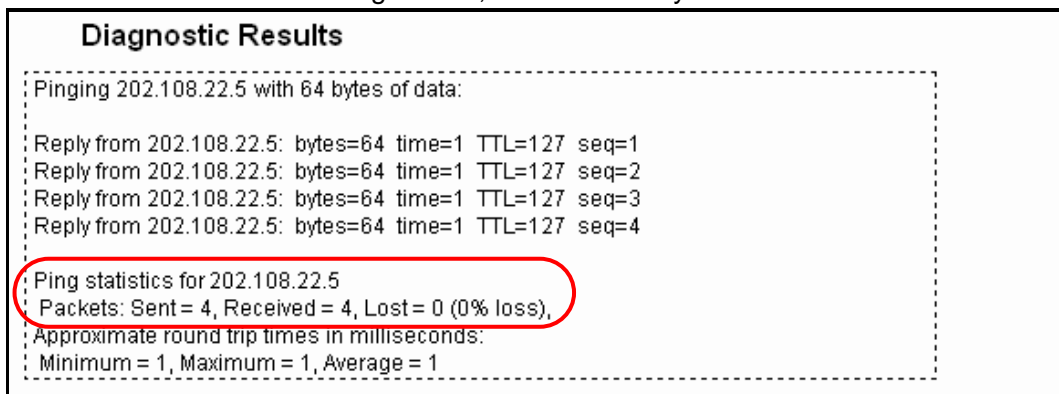 Diagnostic Results
Pinging 202.108.22.5 with 64 bytes of data:
Reply from 202.108.22.5: bytes=64 time=1 TTL=127 seq=1
Reply from 202.108.22.5: bytes=64 time=1 TTL=127 seq=2
Reply from 202.108.22.5: bytes=64 time=1 TTL=127 seq=3
Reply from 202.108.22.5: bytes=64 time=1 TTL=127 seq=4
Ping statistics for 202.108.22.5
Packets: Sent = 4, Received = 4, Lost = 0 (0% loss),
Approximate round trip times in milliseconds:
Minimum = 1, Maximum = 1, Average = 1